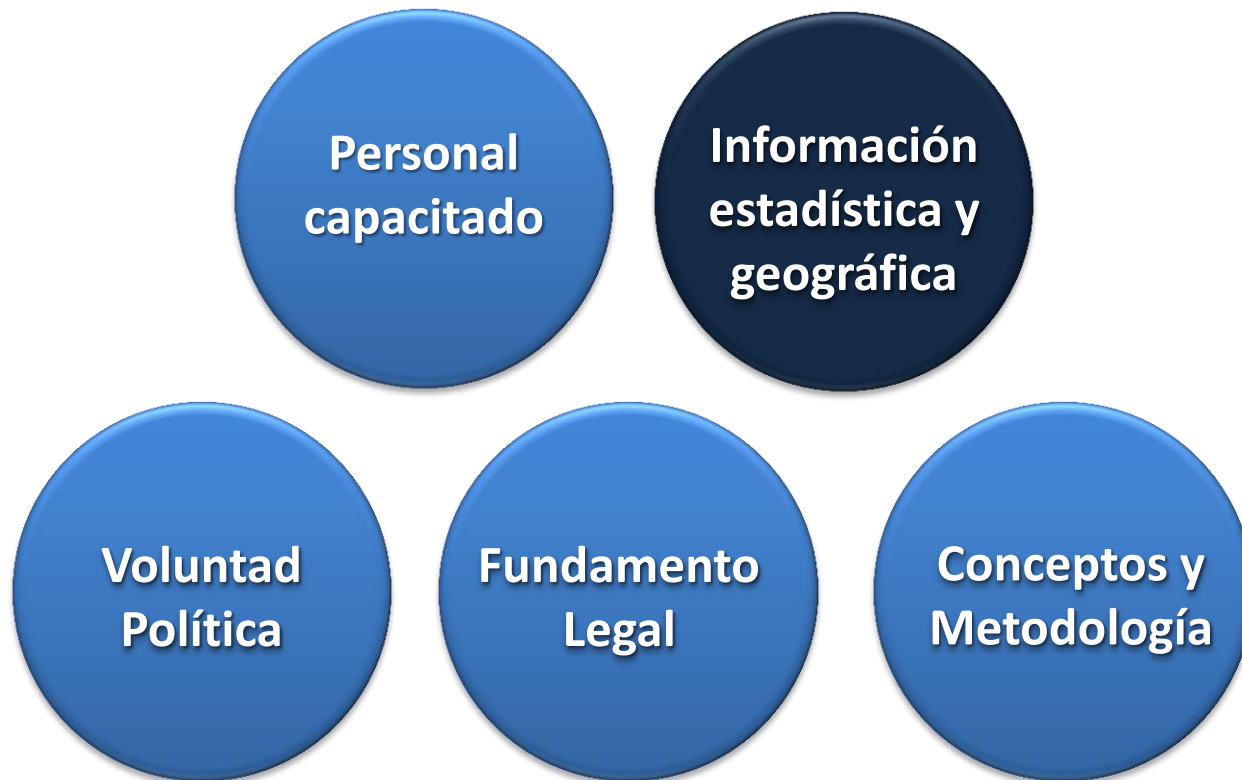 Personal
capacitado
Información
estadística y
geográfica
Voluntad
Política
Fundamento
Legal
Conceptos y
Metodología